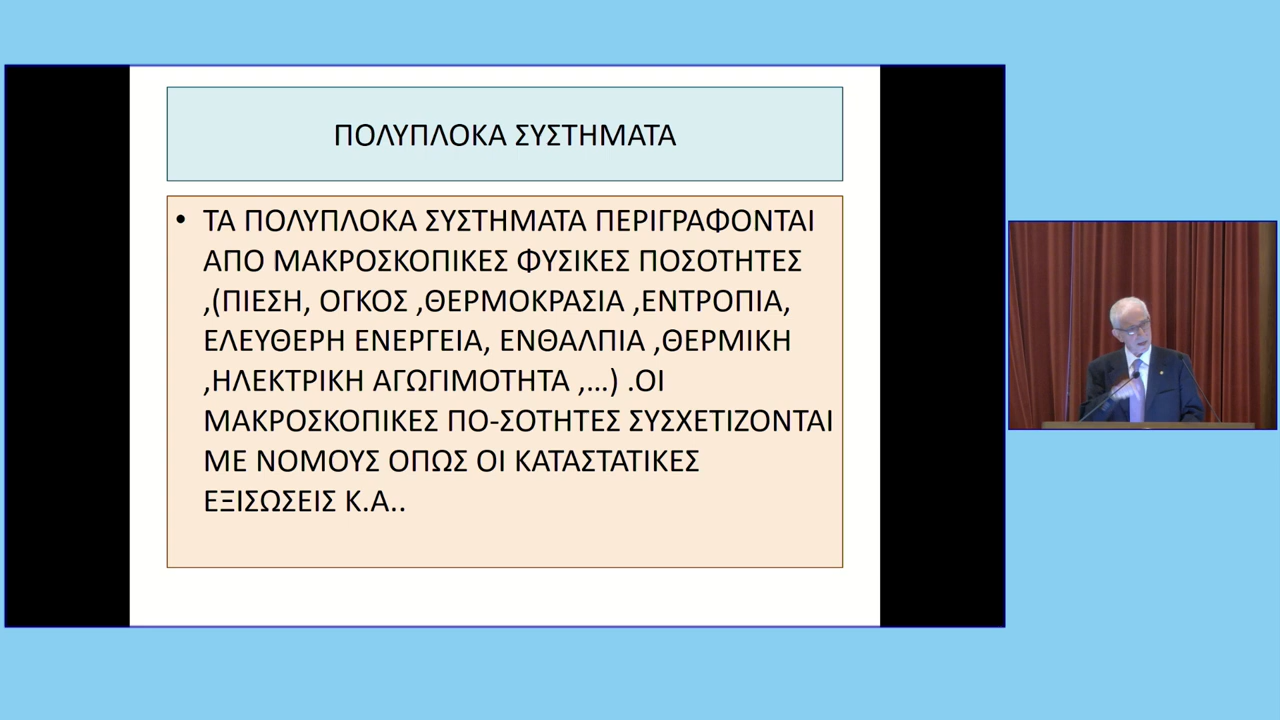 ΠΟΛΥΠΛΟΚΑ ΣΥΣΤΗΜΑΤΑ
• ΤΑ ΠΟΛΥΠΛΟΚΑ ΣΥΣΤΗΜΑΤΑ ΠΕΡΙΓΡΑΦΟΝΤΑΙ
ΑΠΟ ΜΑΚΡΟΣΚΟΠΙΚΕΣ ΦΥΣΙΚΕΣ ΠΟΣΟΤΗΤΕΣ
,(ΠΙΕΣΗ, ΟΓΚΟΣ ,ΘΕΡΜΟΚΡΑΣΙΑ ,ΕΝΤΡΟΠΙΑ,
ΕΛΕΥΘΕΡΗ ΕΝΕΡΓΕΙΑ, ΕΝΘΑΛΠΙΑ ,ΘΕΡΜΙΚΗ
,ΗΛΕΚΤΡΙΚΗ ΑΓΩΓΙΜΟΤΗΤΑ ,...) .ΟΙ
ΜΑΚΡΟΣΚΟΠΙΚΕΣ ΠΟ-ΣΟΤΗΤΕΣ ΣΥΣΧΕΤΙΖΟΝΤΑΙ
ΜΕ ΝΟΜΟΥΣ ΟΠΩΣ ΟΙ ΚΑΤΑΣΤΑΤΙΚΕΣ
ΕΞΙΣΩΣΕΙΣ Κ.Α..